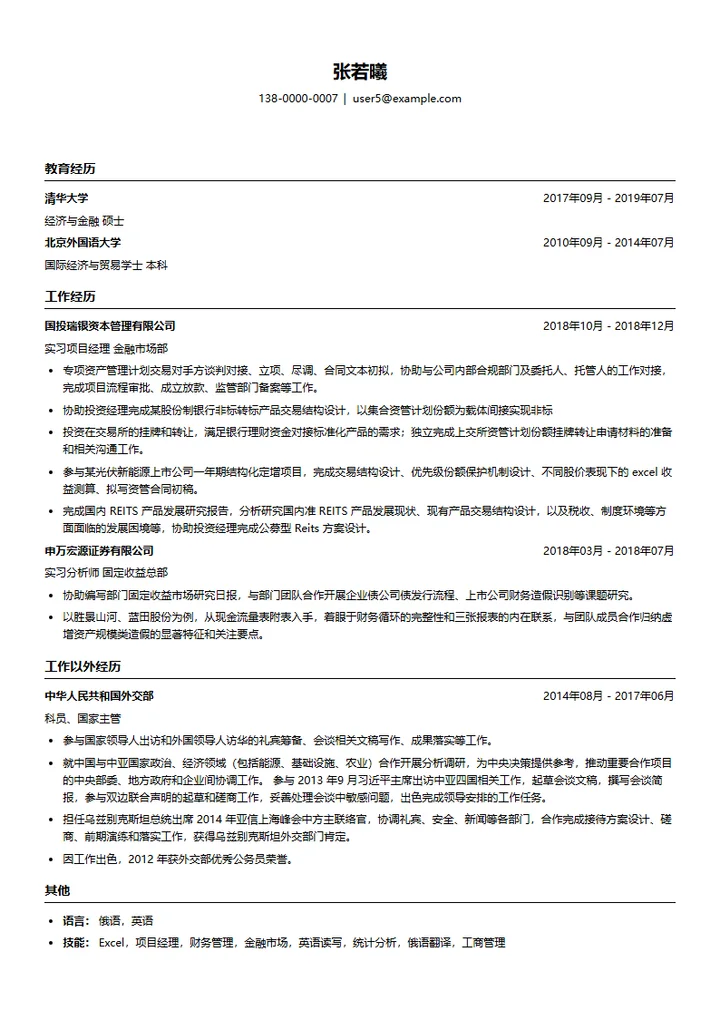 张若曦
138-0000-0007 | user5@example.com
教育经历
清华大学 2017年09月 - 2019年07月
经济与金融 硕士
北京外国语大学 2010年09月 - 2014年07月
国际经济与贸易学士 本科
工作经历
国投瑞银资本管理有限公司 2018年10月 - 2018年12月
实习项目经理 金融市场部
• 专项资产管理计划交易对手方谈判对接、立项、尽调、合同文本初拟，协助与公司内部合规部门及委托人、托管人的工作对接，
完成项目流程审批、成立放款、监管部门备案等工作。
• 协助投资经理完成某股份制银行非标转标产品交易结构设计，以集合资管计划份额为载体间接实现非标
• 投资在交易所的挂牌和转让，满足银行理财资金对接标准化产品的需求；独立完成上交所资管计划份额挂牌转让申请材料的准备
和相关沟通工作。
• 参与某光伏新能源上市公司一年期结构化定增项目，完成交易结构设计、优先级份额保护机制设计、不同股价表现下的 excel 收
益测算、拟写资管合同初稿。
• 完成国内 REITS 产品发展研究报告，分析研究国内准 REITS 产品发展现状、现有产品交易结构设计，以及税收、制度环境等方
面面临的发展困境等，协助投资经理完成公募型 Reits 方案设计。
申万宏源证券有限公司 2018年03月 - 2018年07月
实习分析师 固定收益总部
• 协助编写部门固定收益市场研究日报，与部门团队合作开展企业债公司债发行流程、上市公司财务造假识别等课题研究。
• 以胜景山河、蓝田股份为例，从现金流量表附表入手，着眼于财务循环的完整性和三张报表的内在联系，与团队成员合作归纳虚
增资产规模类造假的显著特征和关注要点。
工作以外经历
中华人民共和国外交部 2014年08月 - 2017年06月
科员、国家主管
• 参与国家领导人出访和外国领导人访华的礼宾筹备、会谈相关文稿写作、成果落实等工作。
• 就中国与中亚国家政治、经济领域（包括能源、基础设施、农业）合作开展分析调研，为中央决策提供参考，推动重要合作项目
的中央部委、地方政府和企业间协调工作。 参与 2013 年9 月习近平主席出访中亚四国相关工作，起草会谈文稿，撰写会谈简
报，参与双边联合声明的起草和磋商工作，妥善处理会谈中敏感问题，出色完成领导安排的工作任务。
• 担任乌兹别克斯坦总统出席 2014 年亚信上海峰会中方主联络官，协调礼宾、安全、新闻等各部门，合作完成接待方案设计、磋
商、前期演练和落实工作，获得乌兹别克斯坦外交部门肯定。
• 因工作出色，2012 年获外交部优秀公务员荣誉。
其他
• 语言： 俄语，英语
• 技能： Excel，项目经理，财务管理，金融市场，英语读写，统计分析，俄语翻译，工商管理